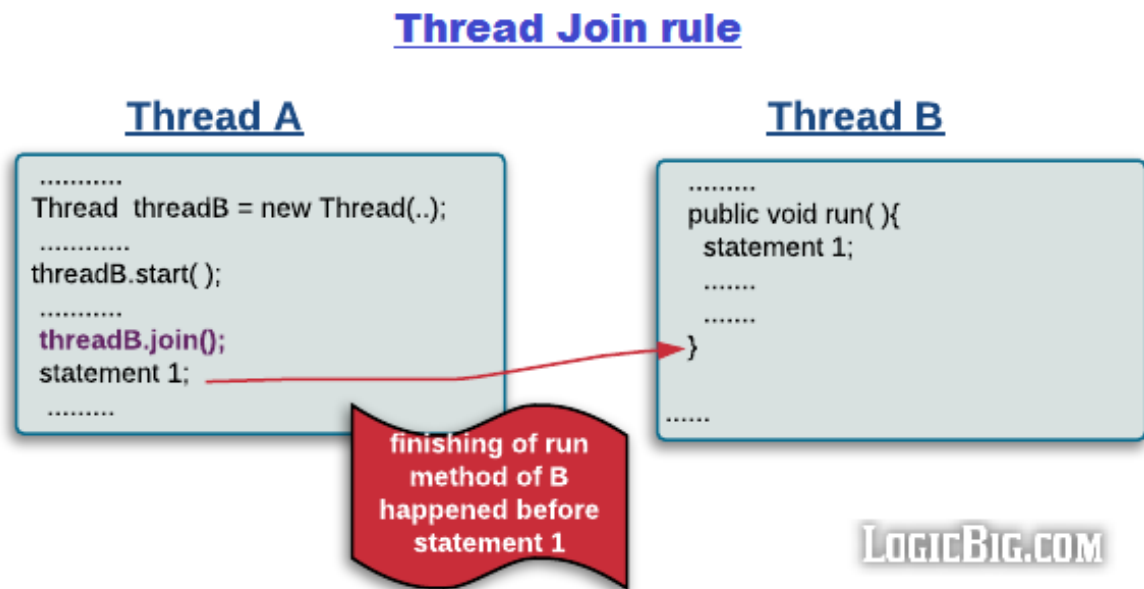 Thread Join rule
Thread A
...........
Thread threadB = new Thread(..);
............
threadB.start( );
...........
threadB.join();
statement 1;
.........
Thread B
.........
public void run( ){
statement 1;
.......
.......
}
......
finishing of run
method of B
happened before
statement 1
LogicBig.com